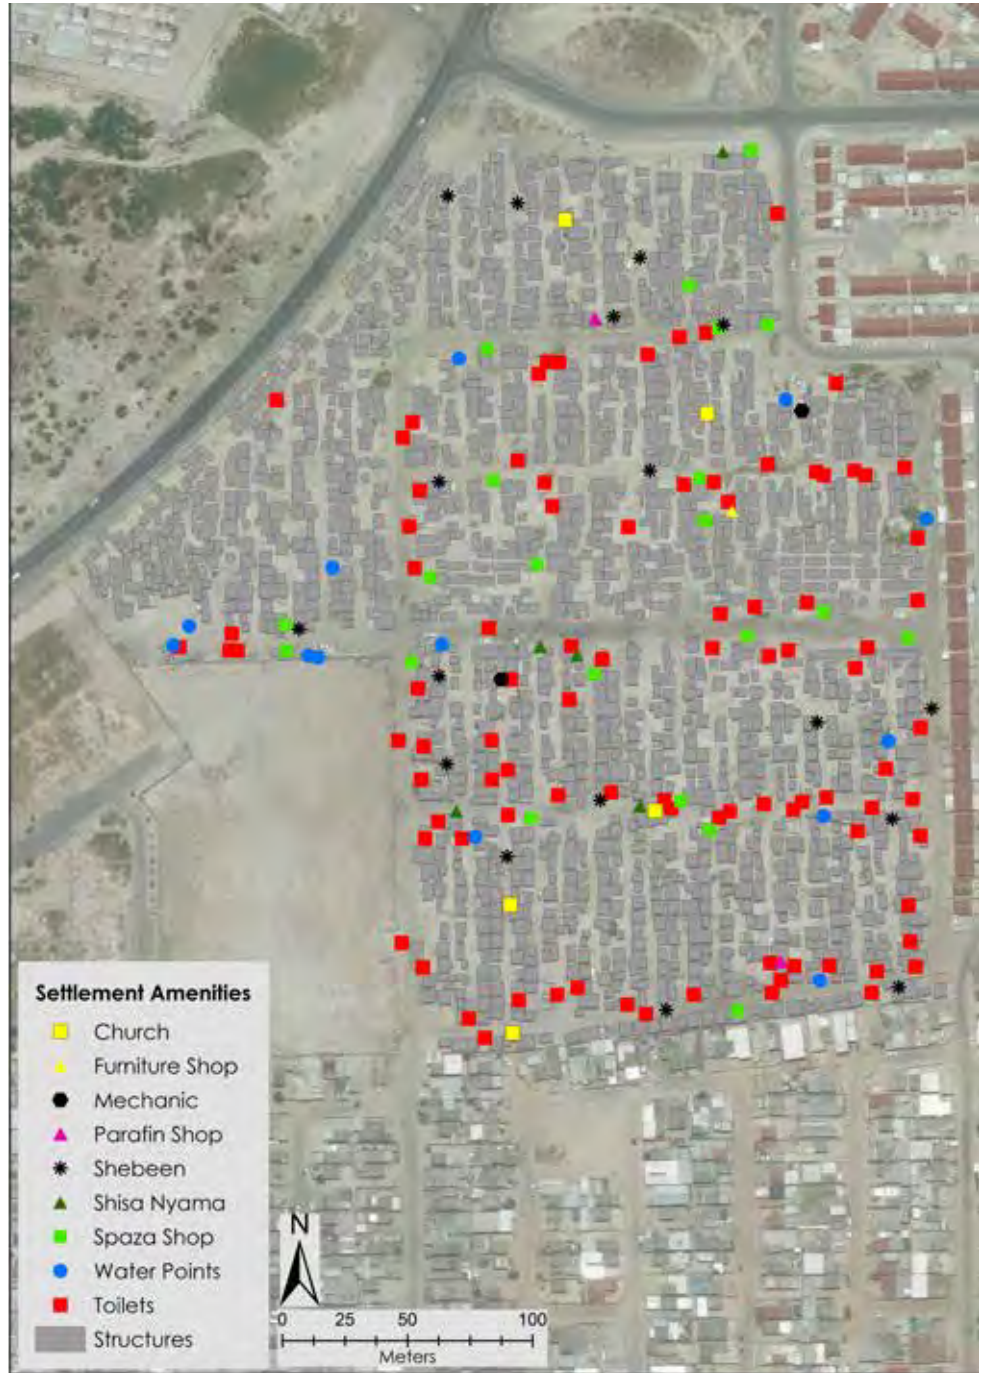 Settlement Amenities
Church
Furniture Shop
Mechanic
Parafin Shop
Shebeen
Shisa Nyama
Spaza Shop
Water Points
Toilets
Structures
N
0 25 50 100
Meters